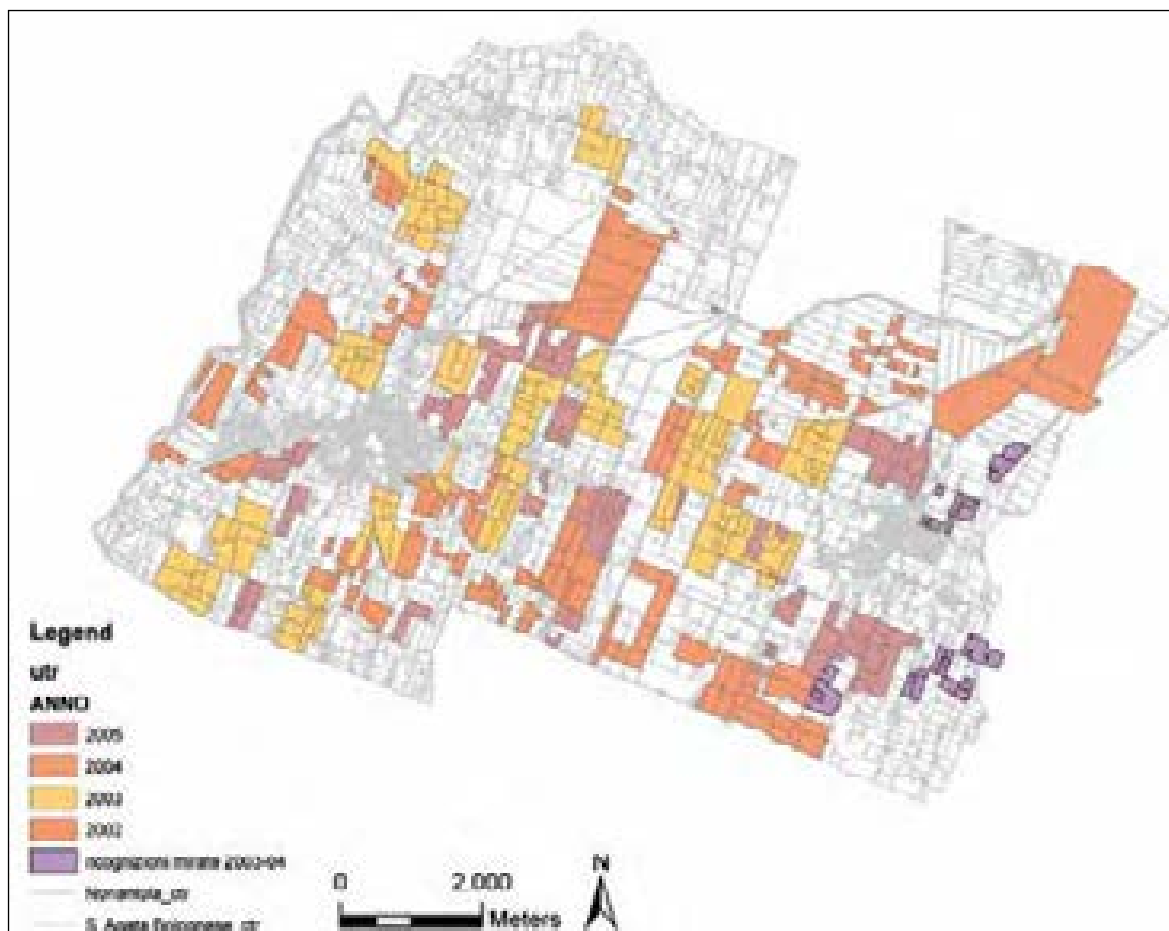 Legend
utr
ANNO
2005
2004
2003
2002
ricognizioni mirate 2003-04
Nonantola_ctr
S. Agata Bolognese_ctr
0 2.000
Meters
N